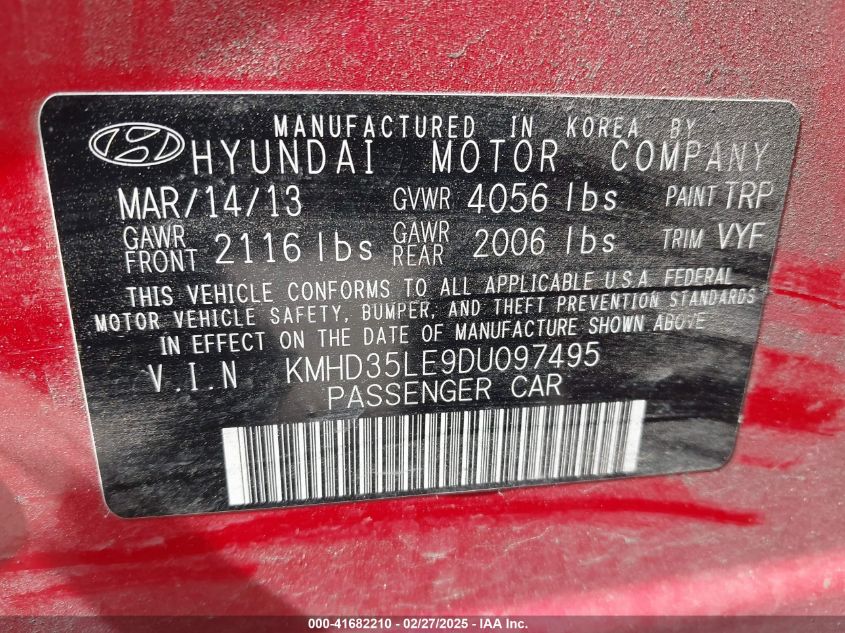 MANUFACTURED IN KOREA BY
HYUNDAI MOTOR COMPANY
MAR/14/13 GVWR 4056 lbs PAINT TRP
GAWR FRONT 2116 lbs GAWR REAR 2006 lbs TRIM VYF
THIS VEHICLE CONFORMS TO ALL APPLICABLE U.S.A FEDERAL
MOTOR VEHICLE SAFETY, BUMPER, AND THEFT PREVENTION STANDARDS
IN EFFECT ON THE DATE OF MANUFACTURE SHOWN ABOVE
V.I.N KMHD35LE9DU097495
PASSENGER CAR
000-41682210 - 02/27/2025 - IAA Inc.